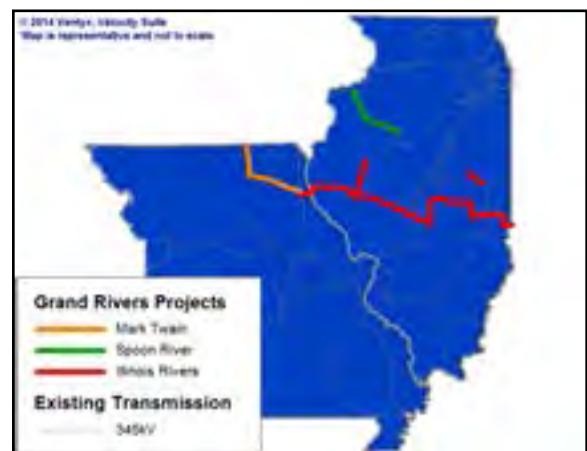 © 2014 Ventyx, Velocity Suite
*Map is representative and not to scale
Grand Rivers Projects
Mark Twain
Spoon River
Illinois Rivers
Existing Transmission
345kV